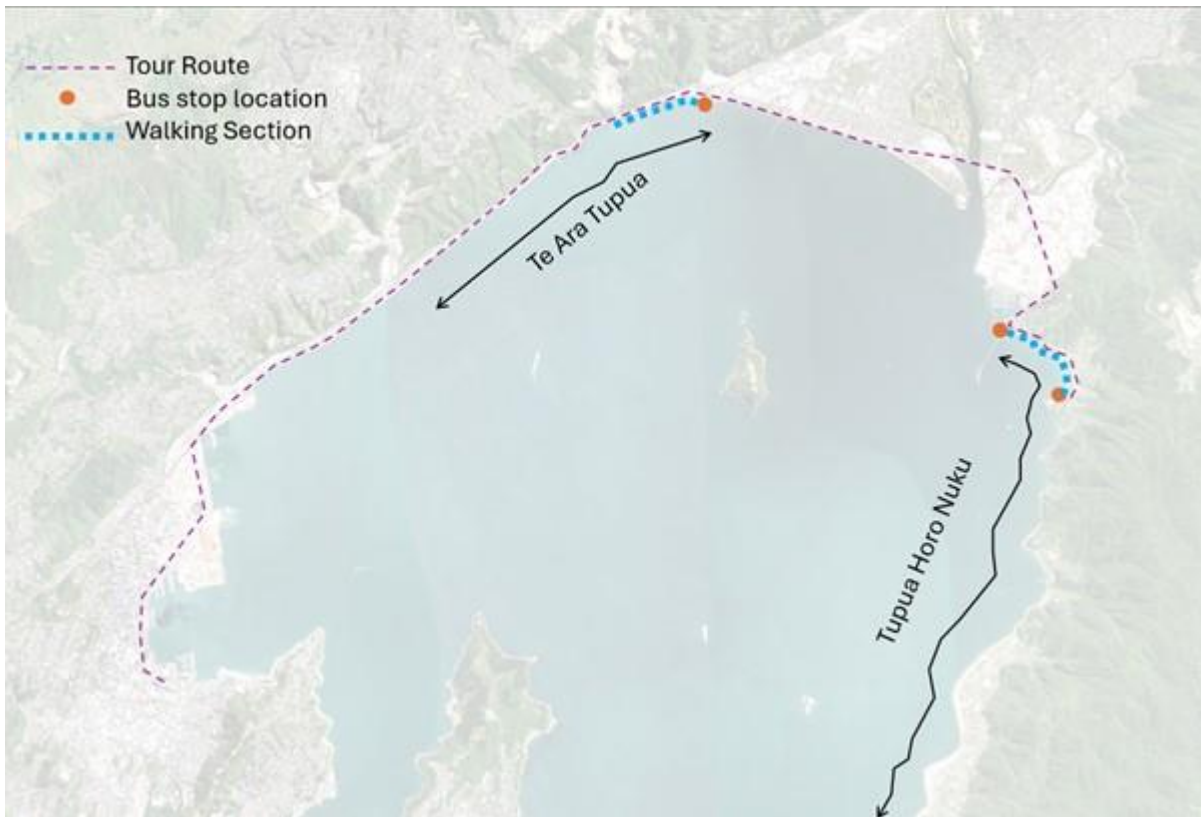 Tour Route
Bus stop location
Walking Section
Te Ara Tupua
Tupua Horo Nuku